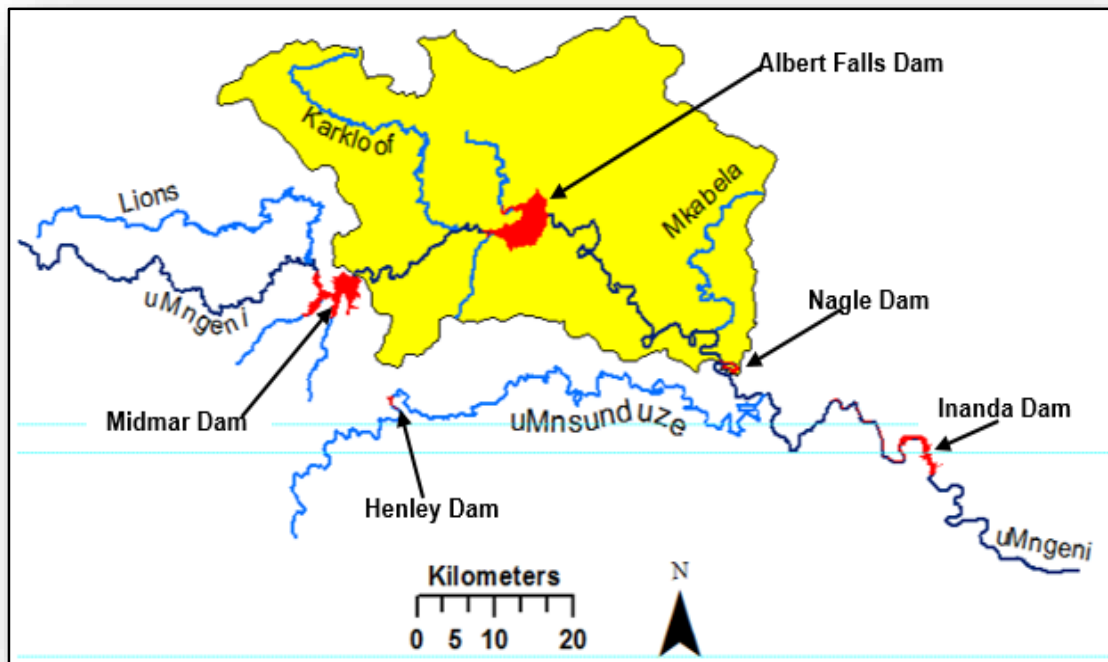 Albert Falls Dam
Karkloof
Mkabela
Lions
uMngeni
Nagle Dam
Midmar Dam
uMnsunduze
Inanda Dam
Henley Dam
uMngeni
Kilometers
N
0 5 10 20